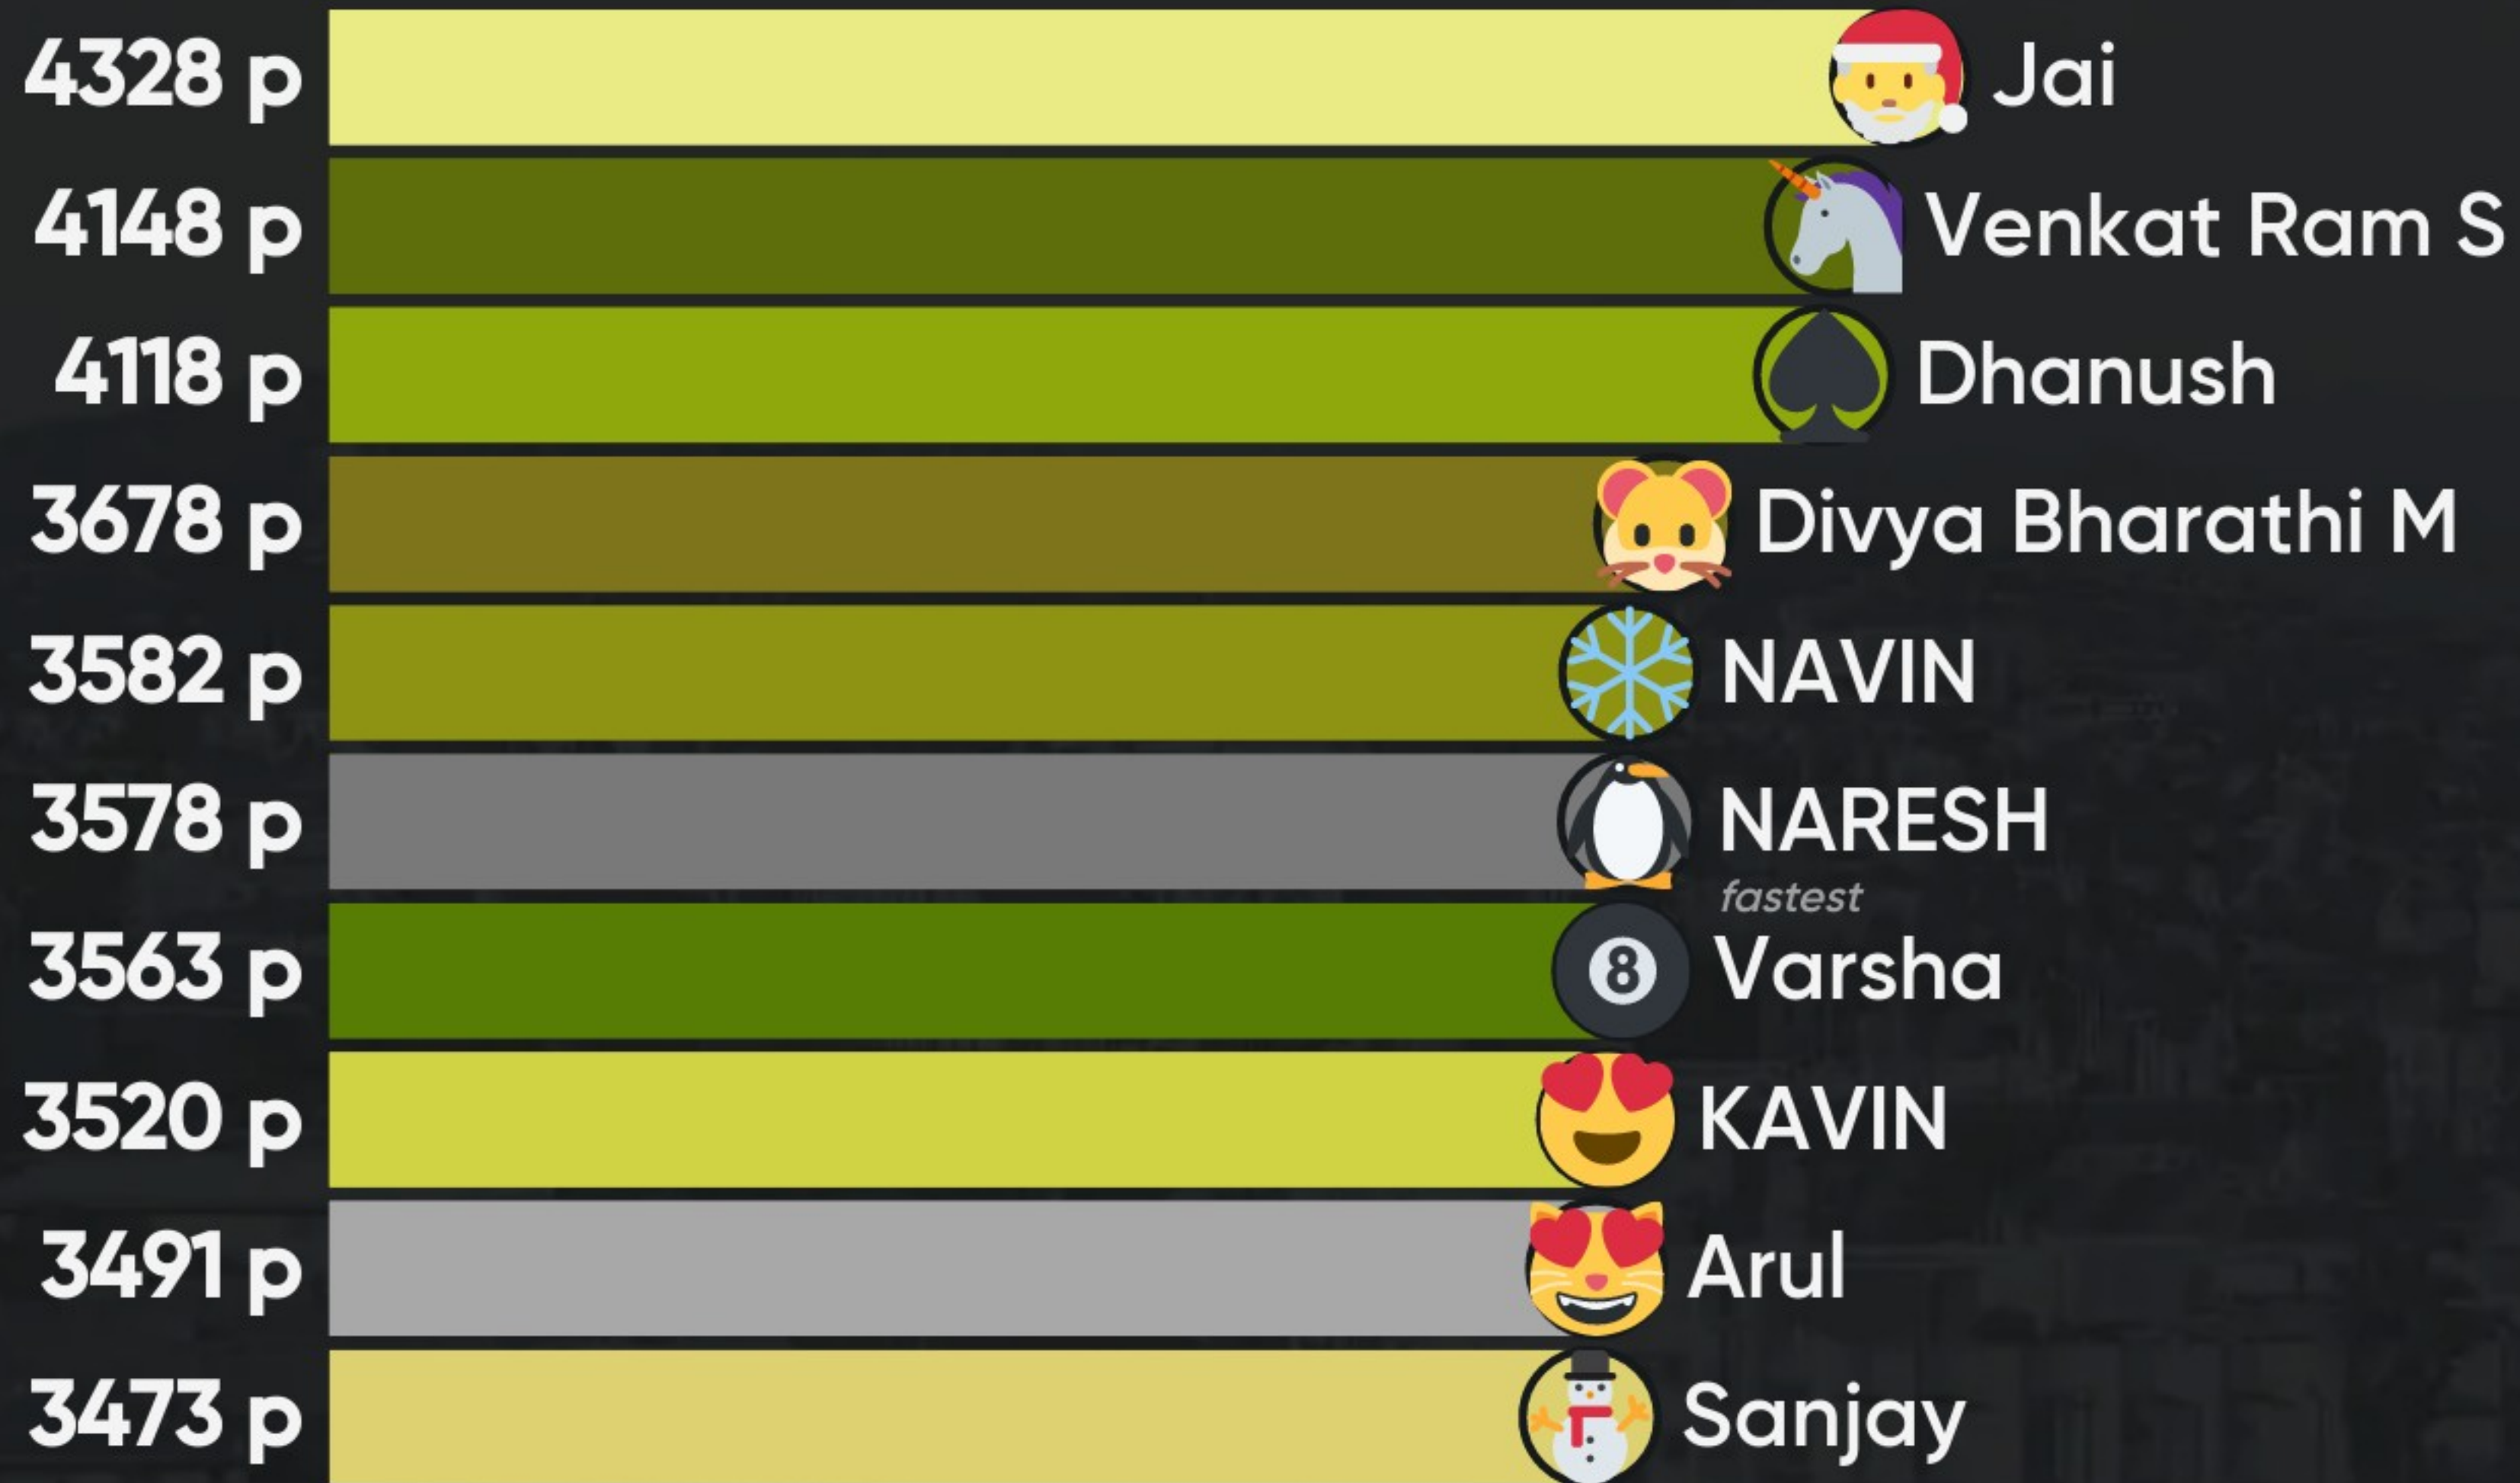 4328 p Jai
4148 p Venkat Ram S
4118 p Dhanush
3678 p Divya Bharathi M
3582 p NAVIN
3578 p NARESH
fastest
3563 p 8 Varsha
3520 p KAVIN
3491 p Arul
3473 p Sanjay